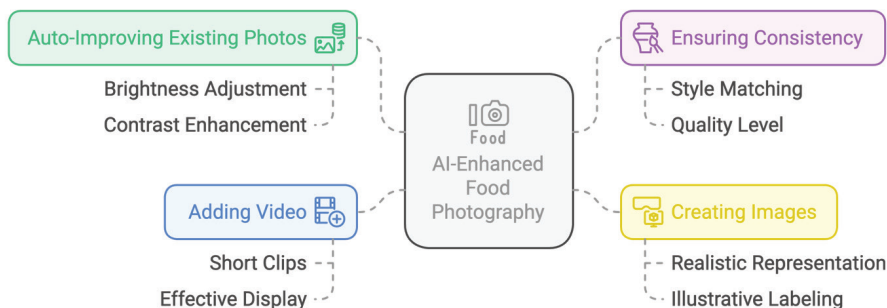 Auto-Improving Existing Photos
Brightness Adjustment
Contrast Enhancement
Adding Video
Short Clips
Effective Display
Food
AI-Enhanced
Food
Photography
Ensuring Consistency
Style Matching
Quality Level
Creating Images
Realistic Representation
Illustrative Labeling